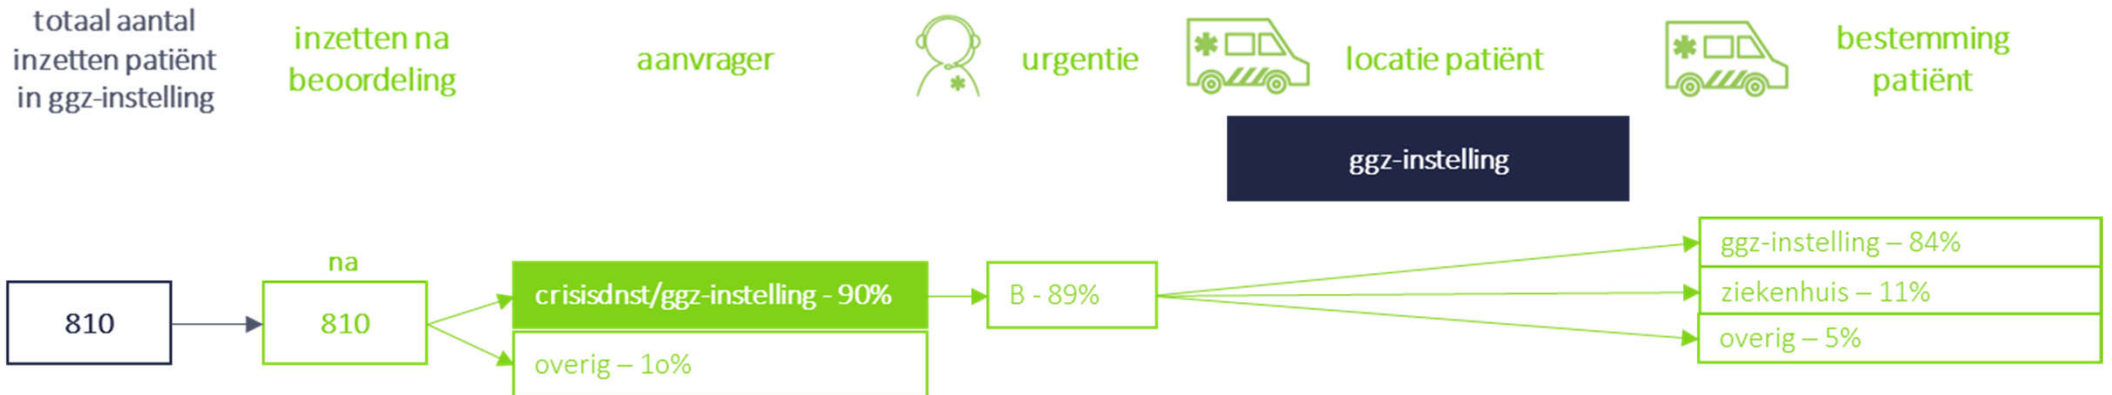 totaal aantal
inzetten patiënt
in ggz-instelling
inzetten na
beoordeling
aanvrager
urgentie
locatie patiënt
bestemming
patiënt
ggz-instelling
810
na
810
crisisdnst/ggz-instelling - 90%
overig – 1o%
B - 89%
ggz-instelling – 84%
ziekenhuis – 11%
overig – 5%